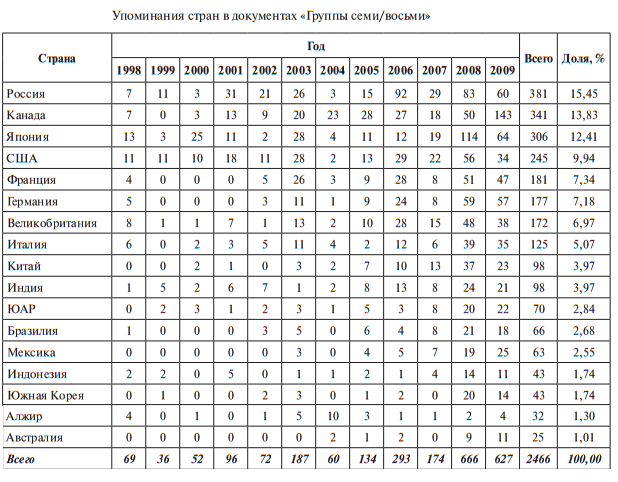 Упоминания стран в документах «Группы семи/восьми»
Страна Год Всего Доля, %
1998 1999 2000 2001 2002 2003 2004 2005 2006 2007 2008 2009
Россия 7 11 3 31 21 26 3 15 92 29 83 60 381 15,45
Канада 7 0 3 13 9 20 23 28 27 18 50 143 341 13,83
Япония 13 3 25 11 2 28 4 11 12 19 114 64 306 12,41
США 11 11 10 18 11 28 2 13 29 22 56 34 245 9,94
Франция 4 0 0 0 5 26 3 9 28 8 51 47 181 7,34
Германия 5 0 0 0 3 11 1 9 24 8 59 57 177 7,18
Великобритания 8 1 1 7 1 13 2 10 28 15 48 38 172 6,97
Италия 6 0 2 3 5 11 4 2 12 6 39 35 125 5,07
Китай 0 0 2 1 0 3 2 7 10 13 37 23 98 3,97
Индия 1 5 2 6 7 1 2 8 13 8 24 21 98 3,97
ЮАР 0 2 3 1 2 3 1 5 3 8 20 22 70 2,84
Бразилия 1 0 0 0 3 5 0 6 4 8 21 18 66 2,68
Мексика 0 0 0 0 0 3 0 4 5 7 19 25 63 2,55
Индонезия 2 2 0 5 0 1 1 2 1 4 14 11 43 1,74
Южная Корея 0 1 0 0 2 3 0 1 2 0 20 14 43 1,74
Алжир 4 0 1 0 1 5 10 3 1 1 2 4 32 1,30
Австралия 0 0 0 0 0 0 2 1 2 0 9 11 25 1,01
Всего 69 36 52 96 72 187 60 134 293 174 666 627 2466 100,00